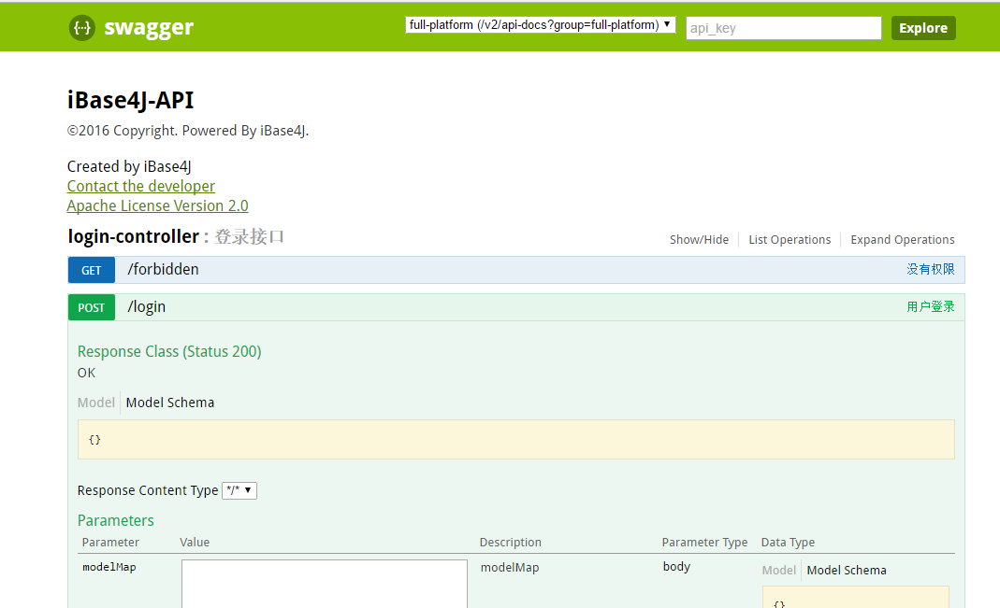 {···} swagger full-platform (/v2/api-docs?group=full-platform) ▼ api_key Explore
iBase4J-API
©2016 Copyright. Powered By iBase4J.
Created by iBase4J
Contact the developer
Apache License Version 2.0
login-controller : 登录接口 Show/Hide List Operations Expand Operations
GET /forbidden 没有权限
POST /login 用户登录
Response Class (Status 200)
OK
Model Model Schema
{}
Response Content Type */* ▼
Parameters
Parameter Value Description Parameter Type Data Type
modelMap modelMap body Model Model Schema
{}